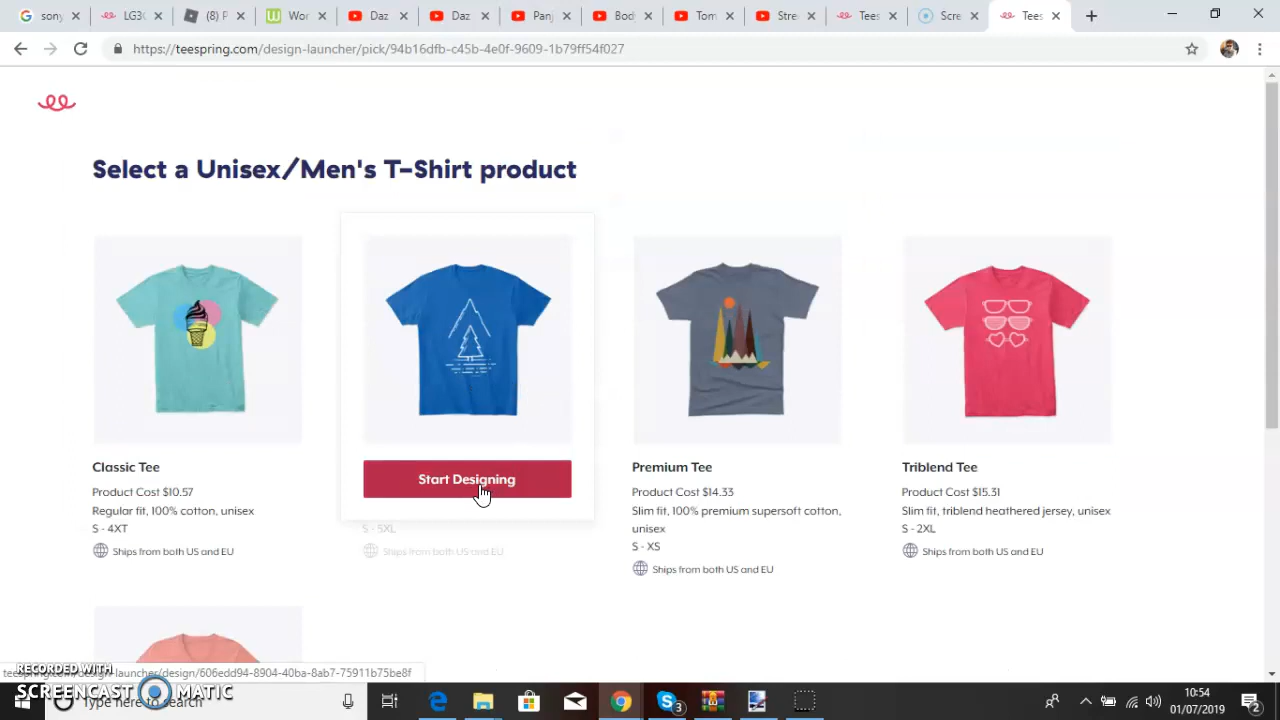 sony
LG3K
(8) P
Wor
Daz
Daz
Panj
Body
Tom
Stre
Tees
Scre
Tees
https://teespring.com/design-launcher/pick/94b16dfb-c45b-4e0f-9609-1b79ff54f027
Select a Unisex/Men's T-Shirt product
Start Designing
Classic Tee
Product Cost $10.57
Regular fit, 100% cotton, unisex
S - 4XT
Ships from both US and EU
S - 5XL
Ships from both US and EU
Premium Tee
Product Cost $14.33
Slim fit, 100% premium supersoft cotton,
unisex
S - XS
Ships from both US and EU
Triblend Tee
Product Cost $15.31
Slim fit, triblend heathered jersey, unisex
S - 2XL
Ships from both US and EU
teespring.com/design-launcher/design/606edd94-8904-40ba-8ab7-75911b75be8f
RECORDED WITH
SCREENCAST MATIC
Type here to search
3
10:54
01/07/2019
2